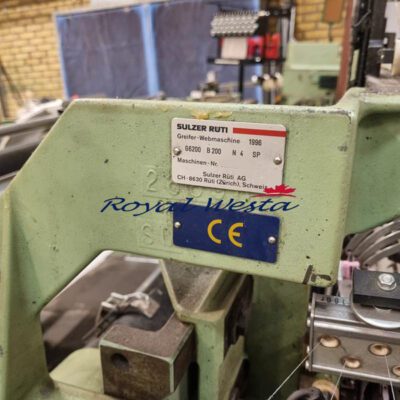 SULZER RUTI
Greifer-Webmaschine 1996
G6200 B 200 N 4 SP
Maschinen-Nr.
Sulzer Rüti AG
CH-8630 Rüti (Zürich), Schweiz
Royal Westa
CE